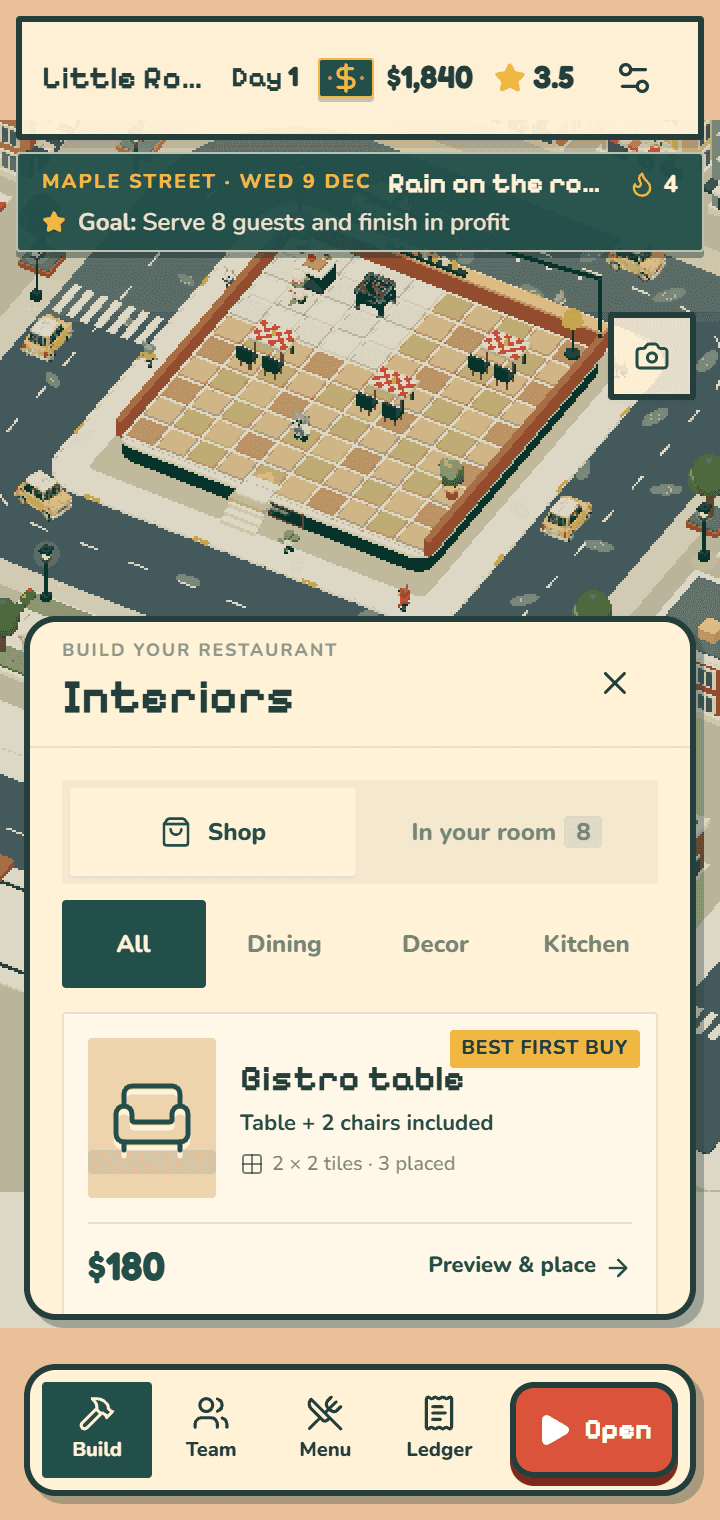 Little Ro... Day 1 $ $1,840 3.5
MAPLE STREET · WED 9 DEC Rain on the ro... 4
Goal: Serve 8 guests and finish in profit
BUILD YOUR RESTAURANT
Interiors
Shop In your room 8
All Dining Decor Kitchen
BEST FIRST BUY
Bistro table
Table + 2 chairs included
2 × 2 tiles · 3 placed
$180 Preview & place →
Build Team Menu Ledger Open